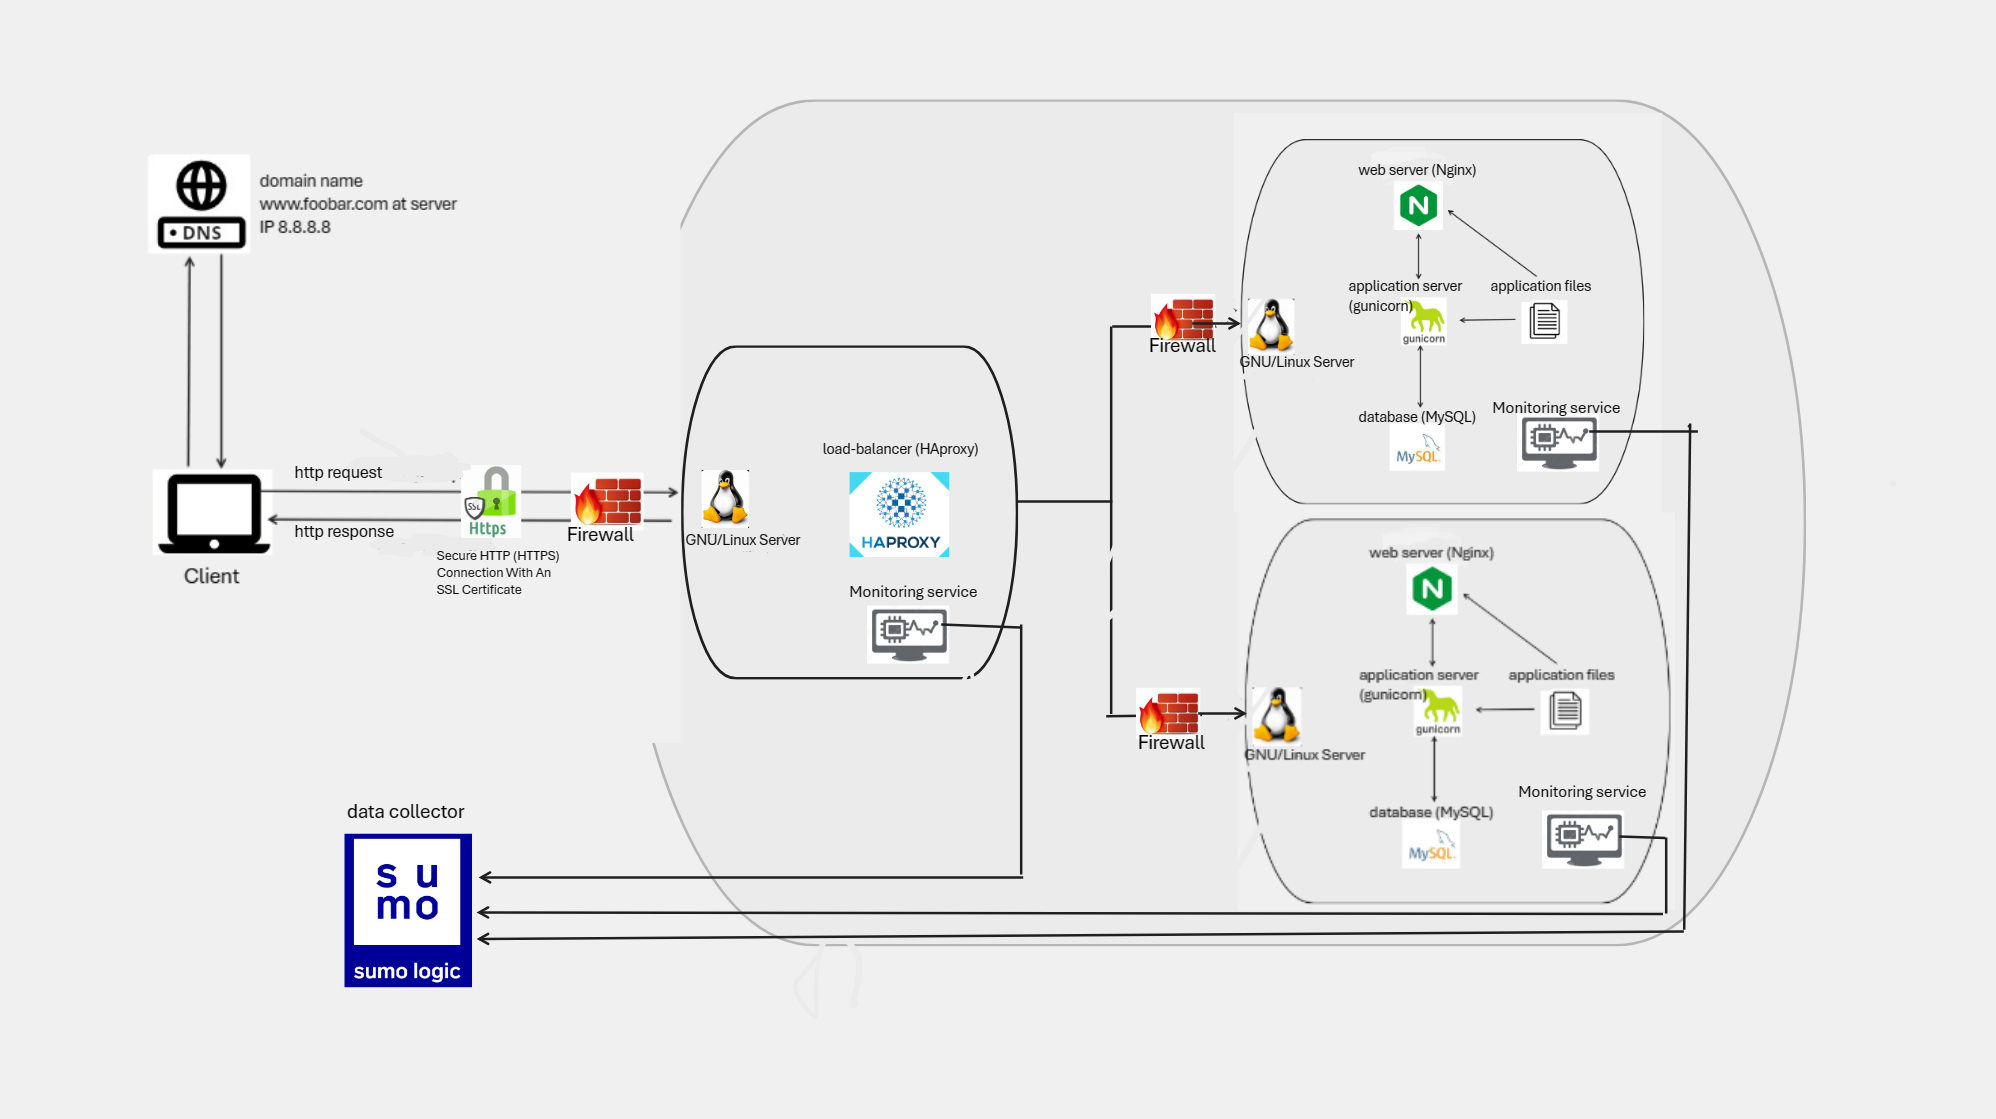 domain name
www.foobar.com at server
IP 8.8.8.8
DNS
http request
http response
Client
SSL
Https
Secure HTTP (HTTPS)
Connection With An
SSL Certificate
Firewall
GNU/Linux Server
load-balancer (HAproxy)
HAPROXY
Monitoring service
Firewall
GNU/Linux Server
web server (Nginx)
N
application server
(gunicorn)
gunicorn
application files
database (MySQL)
MySQL
Monitoring service
Firewall
GNU/Linux Server
web server (Nginx)
N
application server
(gunicorn)
gunicorn
application files
database (MySQL)
MySQL
Monitoring service
data collector
su
mo
sumo logic